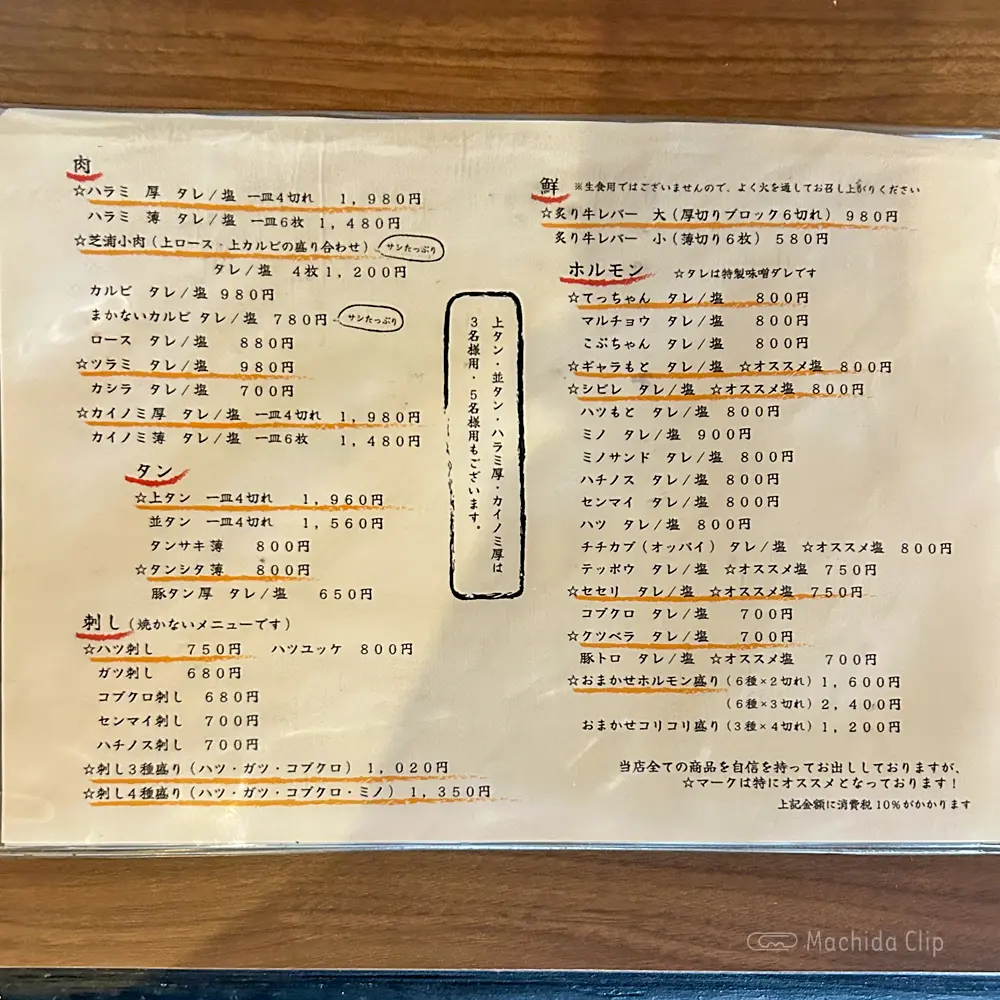 肉
☆ハラミ 厚 タレ/塩 一皿4切れ 1,980円
ハラミ 薄 タレ/塩 一皿6枚 1,480円
☆芝浦小肉(上ロース・上カルビの盛り合わせ) サンたっぷり
タレ/塩 4枚1,200円
カルビ タレ/塩 980円
まかないカルビ タレ/塩 780円 サンたっぷり
ロース タレ/塩 880円
☆ツラミ タレ/塩 980円
カシラ タレ/塩 700円
☆カイノミ厚 タレ/塩 一皿4切れ 1,980円
カイノミ薄 タレ/塩 一皿6枚 1,480円
タン
☆上タン 一皿4切れ 1,960円
並タン 一皿4切れ 1,560円
タンサキ薄 800円
☆タンシタ薄 800円
豚タン厚 タレ/塩 650円
刺し(焼かないメニューです)
☆ハツ刺し 750円 ハツユッケ 800円
ガツ刺し 680円
コブクロ刺し 680円
センマイ刺し 700円
ハチノス刺し 700円
☆刺し3種盛り(ハツ・ガツ・コブクロ) 1,020円
☆刺し4種盛り(ハツ・ガツ・コブクロ・ミノ) 1,350円
上タン・並タン・ハラミ厚・カイノミ厚は
3名様用・5名様用もございます。
鮮 ※生食用ではございませんので、よく火を通してお召し上がりください
☆炙り牛レバー 大(厚切りブロック6切れ) 980円
炙り牛レバー 小(薄切り6枚) 580円
ホルモン ☆タレは特製味噌ダレです
☆てっちゃん タレ/塩 800円
マルチョウ タレ/塩 800円
こぶちゃん タレ/塩 800円
☆ギャラもと タレ/塩 ☆オススメ塩 800円
☆シビレ タレ/塩 ☆オススメ塩 800円
ハツもと タレ/塩 800円
ミノ タレ/塩 900円
ミノサンド タレ/塩 800円
ハチノス タレ/塩 800円
センマイ タレ/塩 800円
ハツ タレ/塩 800円
チチカブ(オッパイ) タレ/塩 ☆オススメ塩 800円
テッポウ タレ/塩 ☆オススメ塩 750円
☆セセリ タレ/塩 ☆オススメ塩 750円
コブクロ タレ/塩 700円
☆クツベラ タレ/塩 700円
豚トロ タレ/塩 ☆オススメ塩 700円
☆おまかせホルモン盛り(6種×2切れ) 1,600円
(6種×3切れ) 2,400円
おまかせコリコリ盛り(3種×4切れ) 1,200円
当店全ての商品を自信を持ってお出ししておりますが、
☆マークは特にオススメとなっております!
上記金額に消費税10%がかかります
Machida Clip